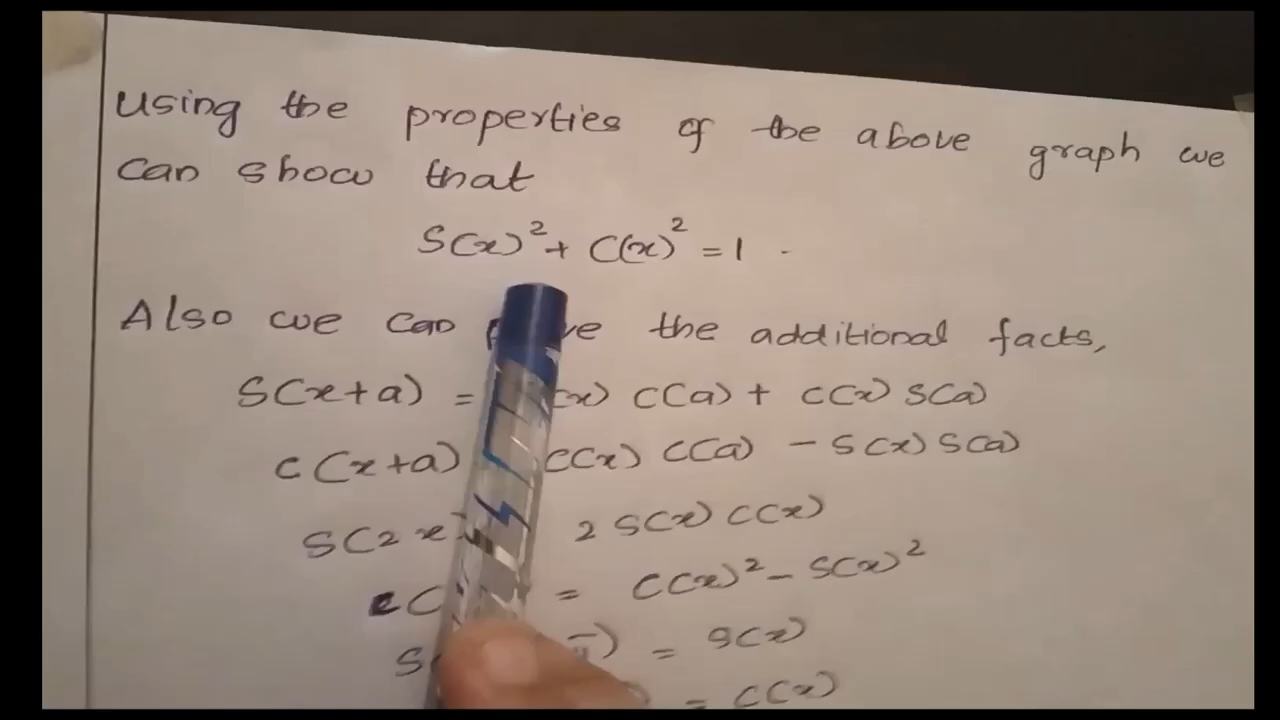 Using the properties of the above graph we
can show that
S(x)² + C(x)² = 1 .
Also we can the additional facts,
S(x+a) = (x) C(a) + C(x) S(a)
C(x+a) C(x) C(a) - S(x) S(a)
S(2x 2 S(x) C(x)
C( = C(x)² - S(x)²
S( ) = S(x)
) = C(x)